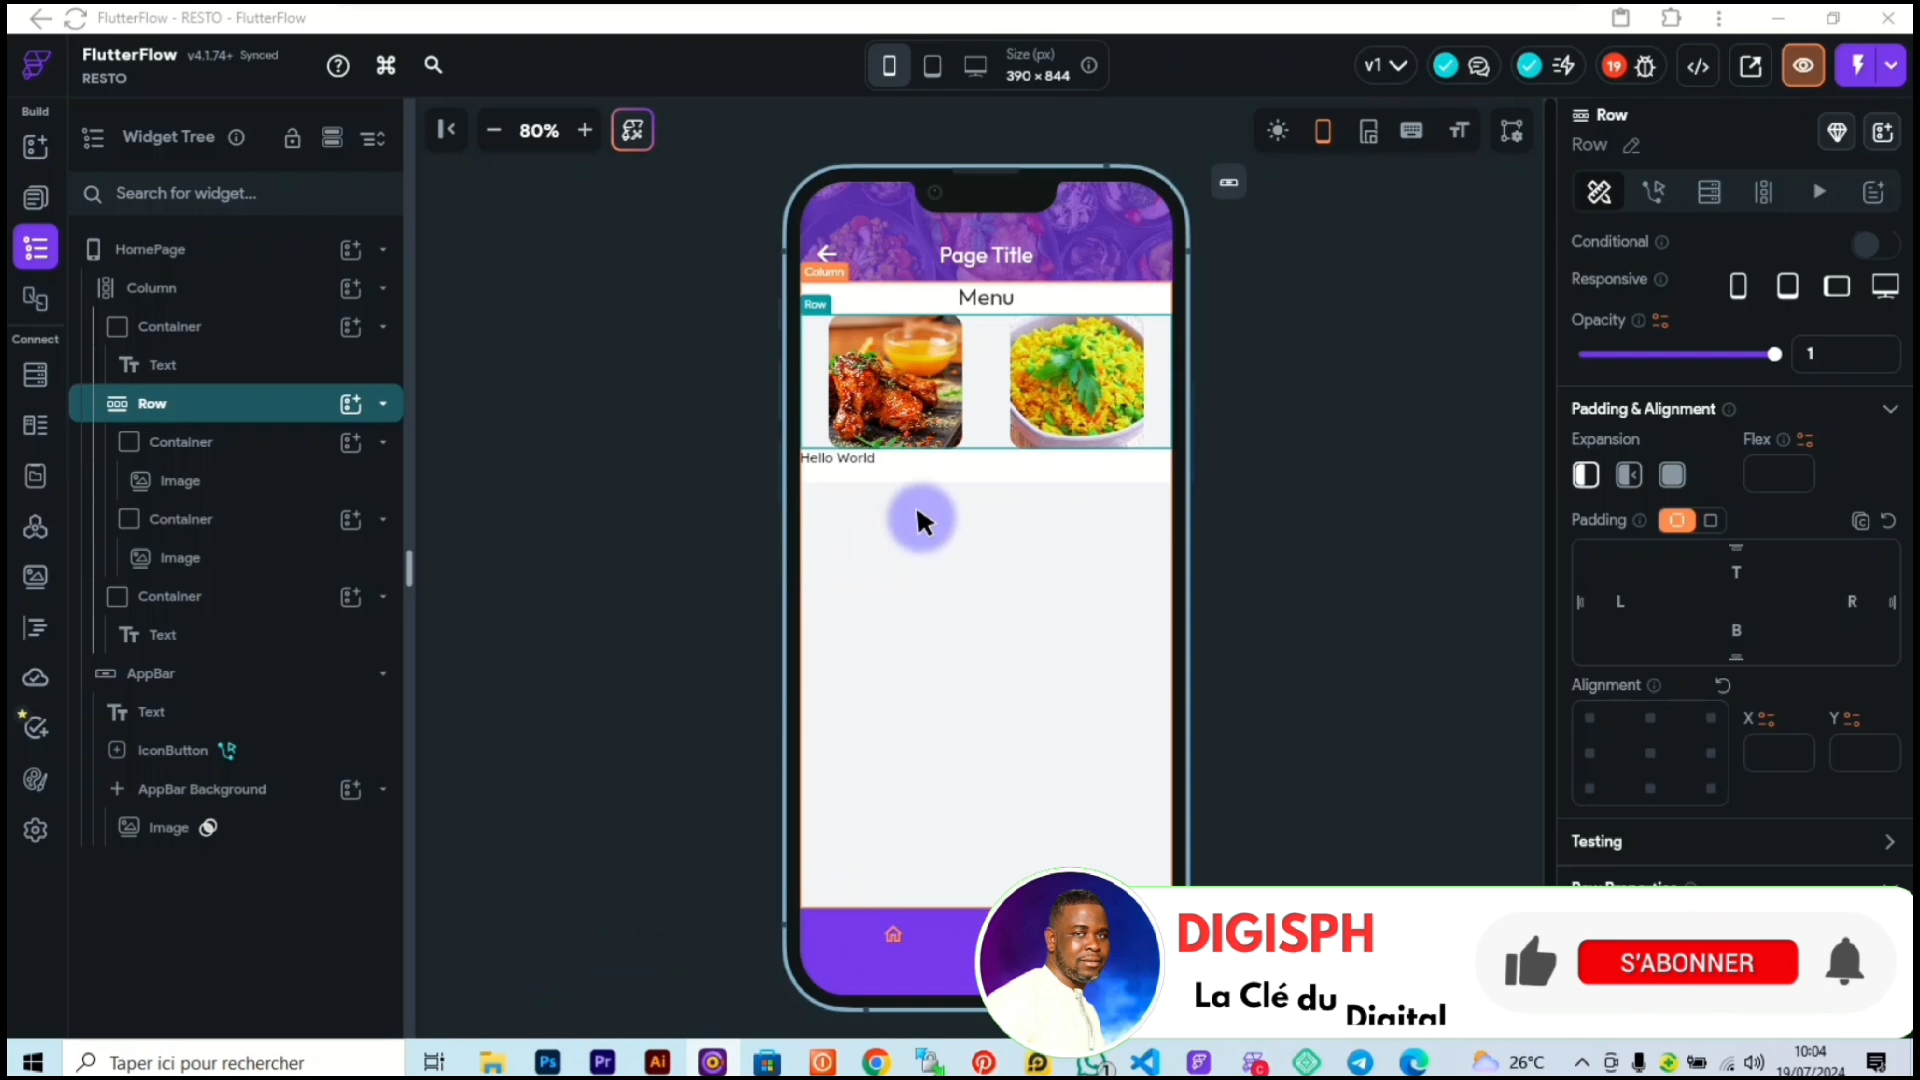 FlutterFlow - RESTO - FlutterFlow
FlutterFlow v4.1.74+ Synced
RESTO
Size (px)
390 × 844
v1
19
Build
Widget Tree
80%
Row
Row
Search for widget...
HomePage
Column
Container
Text
Row
Container
Image
Container
Image
Container
Text
AppBar
Text
IconButton
AppBar Background
Image
Connect
Page Title
Column
Menu
Row
Hello World
Conditional
Responsive
Opacity
1
Padding & Alignment
Expansion
Flex
Padding
T
L
R
B
Alignment
X
Y
Testing
DIGISPH
La Clé du Digital
S'ABONNER
Taper ici pour rechercher
Ps
Pr
Ai
26°C
10:04
19/07/2024